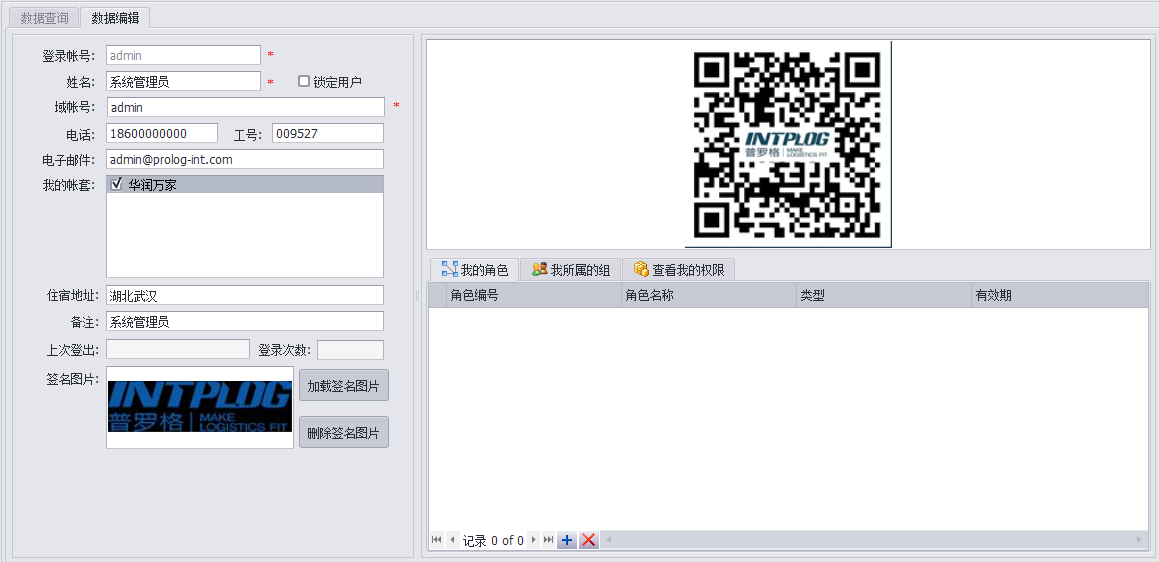 数据查询 数据编辑
登录帐号: admin *
姓名: 系统管理员 * 锁定用户
域帐号: admin *
电话: 18600000000 工号: 009527
电子邮件: admin@prolog-int.com
我的帐套: 华润万家
住宿地址: 湖北武汉
备注: 系统管理员
上次登出: 登录次数:
签名图片: INTPLOG
普罗格 MAKE
LOGISTICS FIT
加载签名图片
删除签名图片
INTPLOG
普罗格 MAKE
LOGISTICS FIT
我的角色 我所属的组 查看我的权限
角色编号 角色名称 类型 有效期
记录 0 of 0